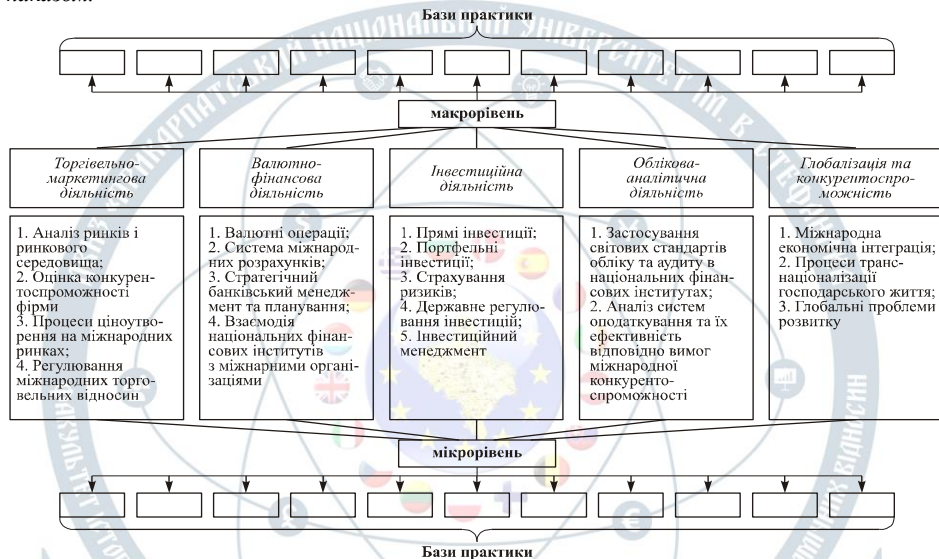 наказом.
Бази практики
макрорівень
Торгівельно-
маркетингова
діяльність
Валютно-
фінансова
діяльність
Інвестиційна
діяльність
Облікова-
аналітична
діяльність
Глобалізація та
конкурентоспро-
можність
1. Аналіз ринків і
ринкового
середовища;
2. Оцінка конкурен-
тоспроможності
фірми
3. Процеси ціноутво-
рення на міжнародних
ринках;
4. Регулювання
міжнародних торго-
вельних відносин
1. Валютні операції;
2. Система міжнарод-
них розрахунків;
3. Стратегічний
банківський менедж-
мент та планування;
4. Взаємодія
національних фінан-
сових інститутів
з міжнарними органі-
заціями
1. Прямі інвестиції;
2. Портфельні
інвестиції;
3. Страхування
ризиків;
4. Державне регулю-
вання інвестицій;
5. Інвестиційний
менеджмент
1. Застосування
світових стандартів
обліку та аудиту в
національних фінан-
сових інститутах;
2. Аналіз систем
оподаткування та їх
ефективність
відповідно вимог
міжнародної
конкуренто-
спроможності
1. Міжнародна
економічна інтеграція;
2. Процеси транс-
націоналізації
господарського життя;
3. Глобальні проблеми
розвитку
мікрорівень
Бази практики